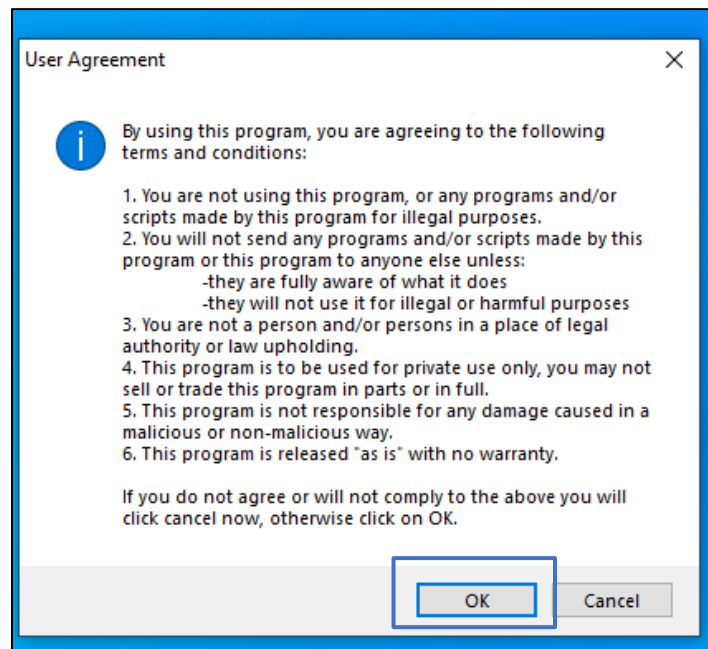 User Agreement
By using this program, you are agreeing to the following
terms and conditions:
1. You are not using this program, or any programs and/or
scripts made by this program for illegal purposes.
2. You will not send any programs and/or scripts made by this
program or this program to anyone else unless:
-they are fully aware of what it does
-they will not use it for illegal or harmful purposes
3. You are not a person and/or persons in a place of legal
authority or law upholding.
4. This program is to be used for private use only, you may not
sell or trade this program in parts or in full.
5. This program is not responsible for any damage caused in a
malicious or non-malicious way.
6. This program is released "as is" with no warranty.
If you do not agree or will not comply to the above you will
click cancel now, otherwise click on OK.
OK Cancel